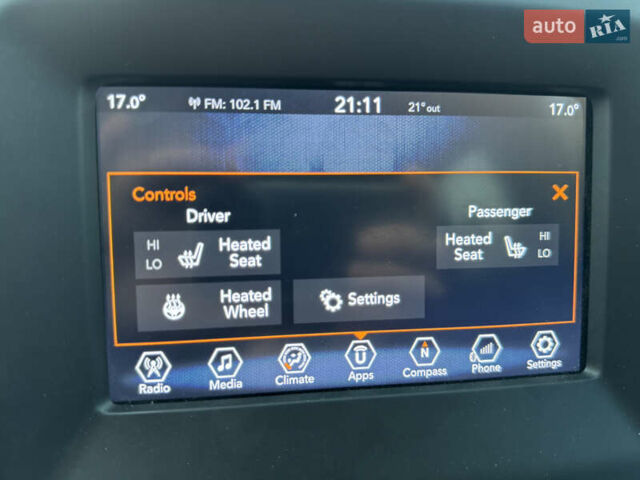 auto RIA.com
17.0° FM: 102.1 FM 21:11 21° out 17.0°
Controls
Driver Passenger
HI LO Heated Seat
Heated Seat HI LO
Heated Wheel
Settings
Radio Media Climate Apps N Compass Phone Settings